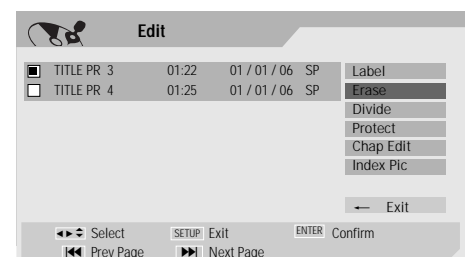 Edit
TITLE PR 3 01:22 01 / 01 / 06 SP
TITLE PR 4 01:25 01 / 01 / 06 SP
Label
Erase
Divide
Protect
Chap Edit
Index Pic
← Exit
Select SETUP Exit ENTER Confirm
Prev Page Next Page